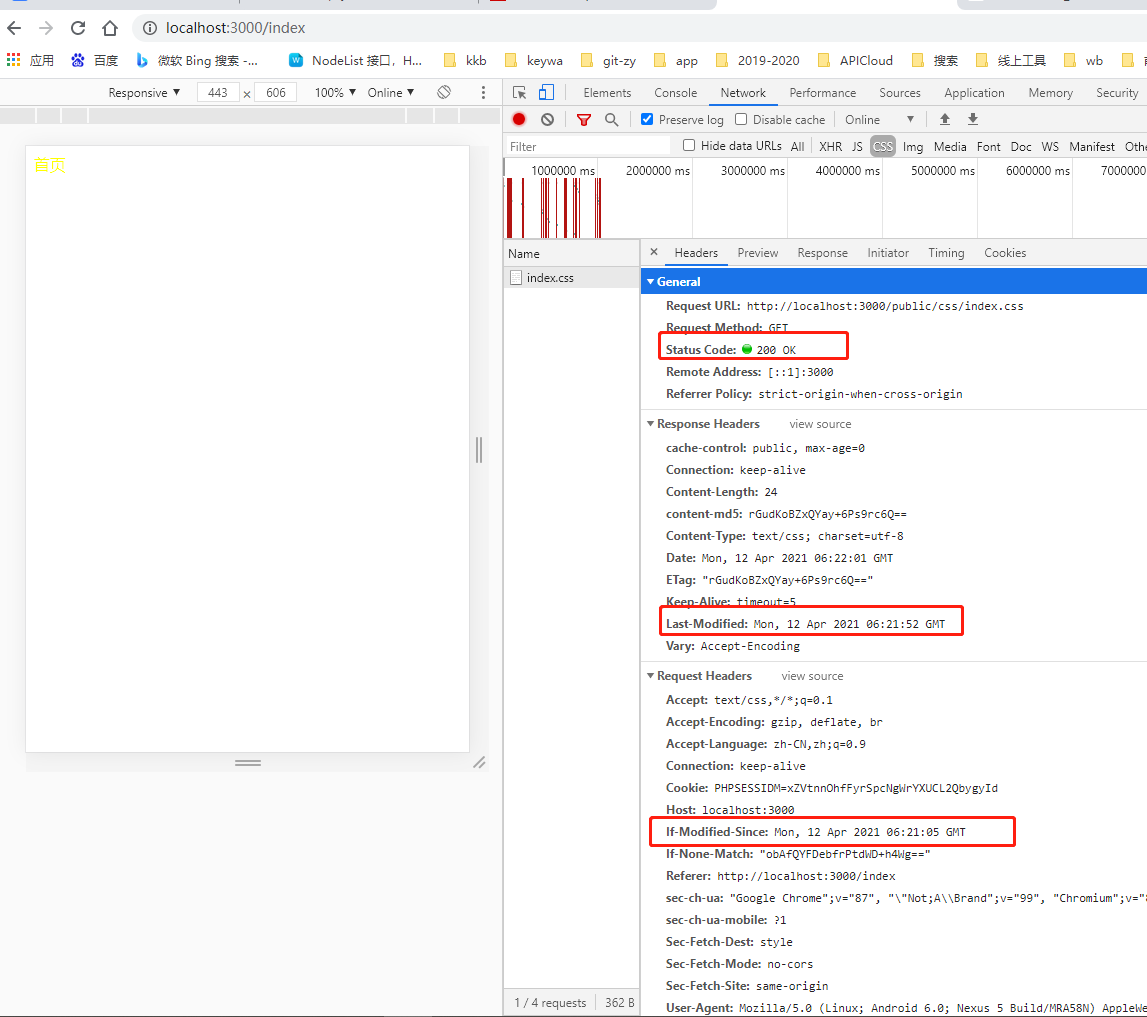 localhost:3000/index
应用 百度 微软 Bing 搜索 -... NodeList 接口，H... kkb keywa git-zy app 2019-2020 APICloud 搜索 线上工具 wb
Responsive ▼ 443 × 606 100% ▼ Online ▼
Elements Console Network Performance Sources Application Memory Security
Preserve log Disable cache Online ▼
Filter Hide data URLs All XHR JS CSS Img Media Font Doc WS Manifest Othe
1000000 ms 2000000 ms 3000000 ms 4000000 ms 5000000 ms 6000000 ms 7000000
首页
Name
index.css
1 / 4 requests 362 B
× Headers Preview Response Initiator Timing Cookies
General
Request URL: http://localhost:3000/public/css/index.css
Request Method: GET
Status Code: 200 OK
Remote Address: [::1]:3000
Referrer Policy: strict-origin-when-cross-origin
Response Headers view source
cache-control: public, max-age=0
Connection: keep-alive
Content-Length: 24
content-md5: rGudKoBZxQYay+6Ps9rc6Q==
Content-Type: text/css; charset=utf-8
Date: Mon, 12 Apr 2021 06:22:01 GMT
ETag: "rGudKoBZxQYay+6Ps9rc6Q=="
Keep-Alive: timeout=5
Last-Modified: Mon, 12 Apr 2021 06:21:52 GMT
Vary: Accept-Encoding
Request Headers view source
Accept: text/css,*/*;q=0.1
Accept-Encoding: gzip, deflate, br
Accept-Language: zh-CN,zh;q=0.9
Connection: keep-alive
Cookie: PHPSESSIDM=xZVtnnOhfFyrSpcNgWrYXUCL2QbygyId
Host: localhost:3000
If-Modified-Since: Mon, 12 Apr 2021 06:21:05 GMT
If-None-Match: "obAfQYFDebfrPtdWD+h4Wg=="
Referer: http://localhost:3000/index
sec-ch-ua: "Google Chrome";v="87", "\"Not;A\\Brand";v="99", "Chromium";v="8
sec-ch-ua-mobile: ?1
Sec-Fetch-Dest: style
Sec-Fetch-Mode: no-cors
Sec-Fetch-Site: same-origin
User-Agent: Mozilla/5.0 (Linux; Android 6.0; Nexus 5 Build/MRA58N) AppleWe